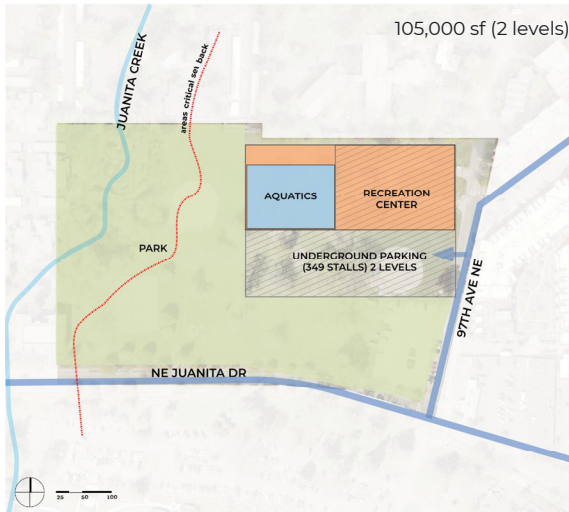 105,000 sf (2 levels)
JUANITA CREEK
areas critical set back
AQUATICS
RECREATION
CENTER
PARK
UNDERGROUND PARKING
(349 STALLS) 2 LEVELS
97TH AVE NE
NE JUANITA DR
25 50 100